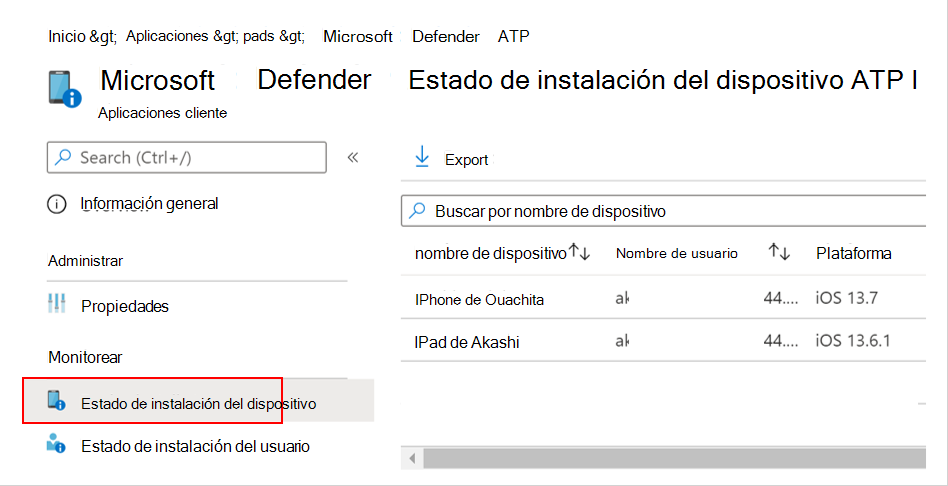 Inicio &gt; Aplicaciones &gt; pads &gt; Microsoft Defender ATP
Microsoft Defender Estado de instalación del dispositivo ATP
Aplicaciones cliente
Search (Ctrl+/)
«
Export
Información general
Buscar por nombre de dispositivo
Administrar
nombre de dispositivo↑↓ Nombre de usuario ↑↓ Plataforma
Propiedades
IPhone de Ouachita ak 44.... iOS 13.7
Monitorear
IPad de Akashi ak 44.... iOS 13.6.1
Estado de instalación del dispositivo
Estado de instalación del usuario